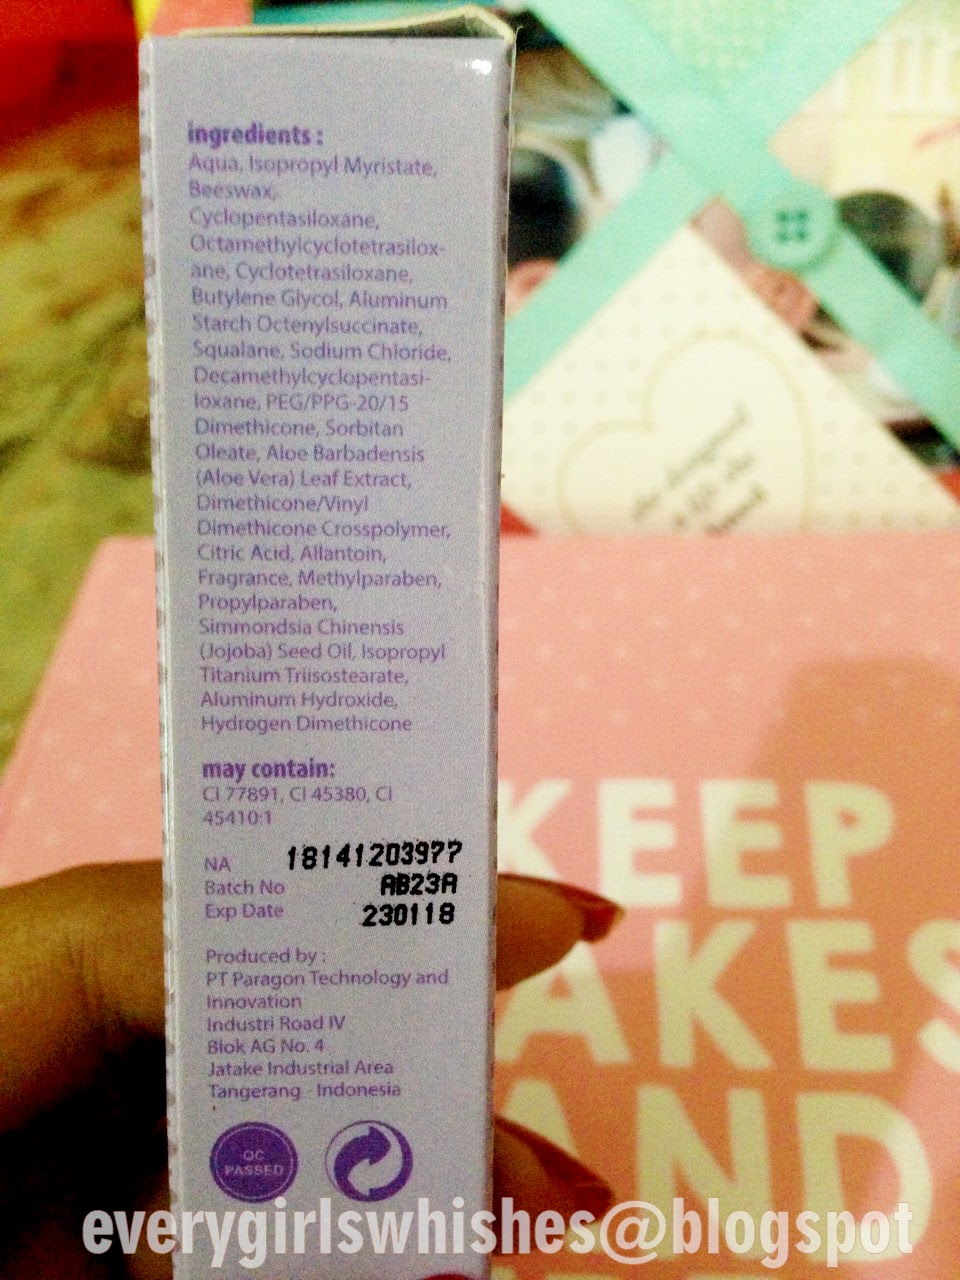 ingredients :
Aqua, Isopropyl Myristate,
Beeswax,
Cyclopentasiloxane,
Octamethylcyclotetrasilox-
ane, Cyclotetrasiloxane,
Butylene Glycol, Aluminum
Starch Octenylsuccinate,
Squalane, Sodium Chloride,
Decamethylcyclopentasi-
loxane, PEG/PPG-20/15
Dimethicone, Sorbitan
Oleate, Aloe Barbadensis
(Aloe Vera) Leaf Extract,
Dimethicone/Vinyl
Dimethicone Crosspolymer,
Citric Acid, Allantoin,
Fragrance, Methylparaben,
Propylparaben,
Simmondsia Chinensis
(Jojoba) Seed Oil, Isopropyl
Titanium Triisostearate,
Aluminum Hydroxide,
Hydrogen Dimethicone
may contain:
CI 77891, CI 45380, CI
45410:1
NA 18141203977
Batch No AB23A
Exp Date 230118
Produced by :
PT Paragon Technology and
Innovation
Industri Road IV
Blok AG No. 4
Jatake Industrial Area
Tangerang - Indonesia
QC
PASSED
KEEP
AKES
AND
everygirlswhishes@blogspot